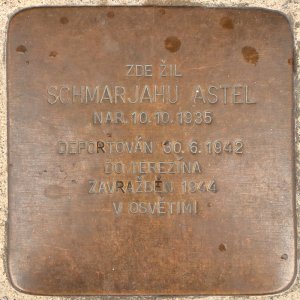 ZDE ŽIL
SCHMARJAHU ASTEL
NAR. 10.10. 1935
DEPORTOVÁN 30.6.1942
DO TEREZÍNA
ZAVRAŽDĚN 1944
V OSVĚTIMI